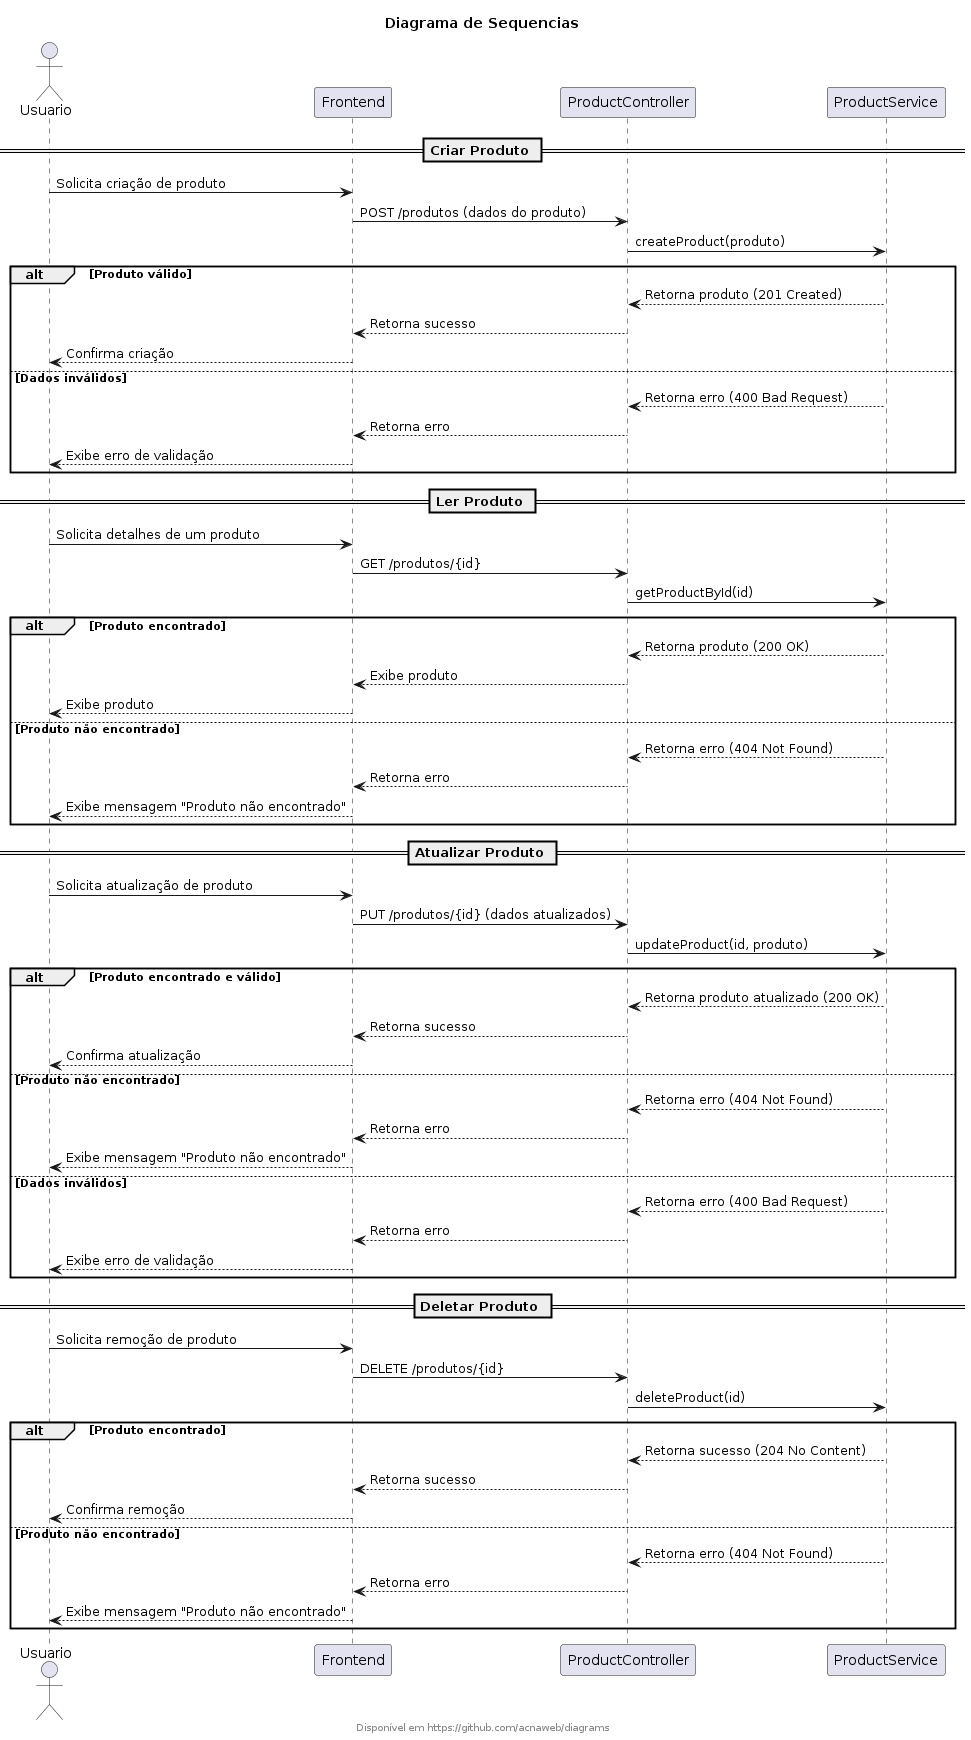 Diagrama de Sequencias
Usuario
Frontend
ProductController
ProductService
Criar Produto
Solicita criação de produto
POST /produtos (dados do produto)
createProduct(produto)
alt
[Produto válido]
Retorna produto (201 Created)
Retorna sucesso
Confirma criação
[Dados inválidos]
Retorna erro (400 Bad Request)
Retorna erro
Exibe erro de validação
Ler Produto
Solicita detalhes de um produto
GET /produtos/{id}
getProductById(id)
alt
[Produto encontrado]
Retorna produto (200 OK)
Exibe produto
Exibe produto
[Produto não encontrado]
Retorna erro (404 Not Found)
Retorna erro
Exibe mensagem "Produto não encontrado"
Atualizar Produto
Solicita atualização de produto
PUT /produtos/{id} (dados atualizados)
updateProduct(id, produto)
alt
[Produto encontrado e válido]
Retorna produto atualizado (200 OK)
Retorna sucesso
Confirma atualização
[Produto não encontrado]
Retorna erro (404 Not Found)
Retorna erro
Exibe mensagem "Produto não encontrado"
[Dados inválidos]
Retorna erro (400 Bad Request)
Retorna erro
Exibe erro de validação
Deletar Produto
Solicita remoção de produto
DELETE /produtos/{id}
deleteProduct(id)
alt
[Produto encontrado]
Retorna sucesso (204 No Content)
Retorna sucesso
Confirma remoção
[Produto não encontrado]
Retorna erro (404 Not Found)
Retorna erro
Exibe mensagem "Produto não encontrado"
Usuario
Frontend
ProductController
ProductService
Disponível em https://github.com/acnaweb/diagrams